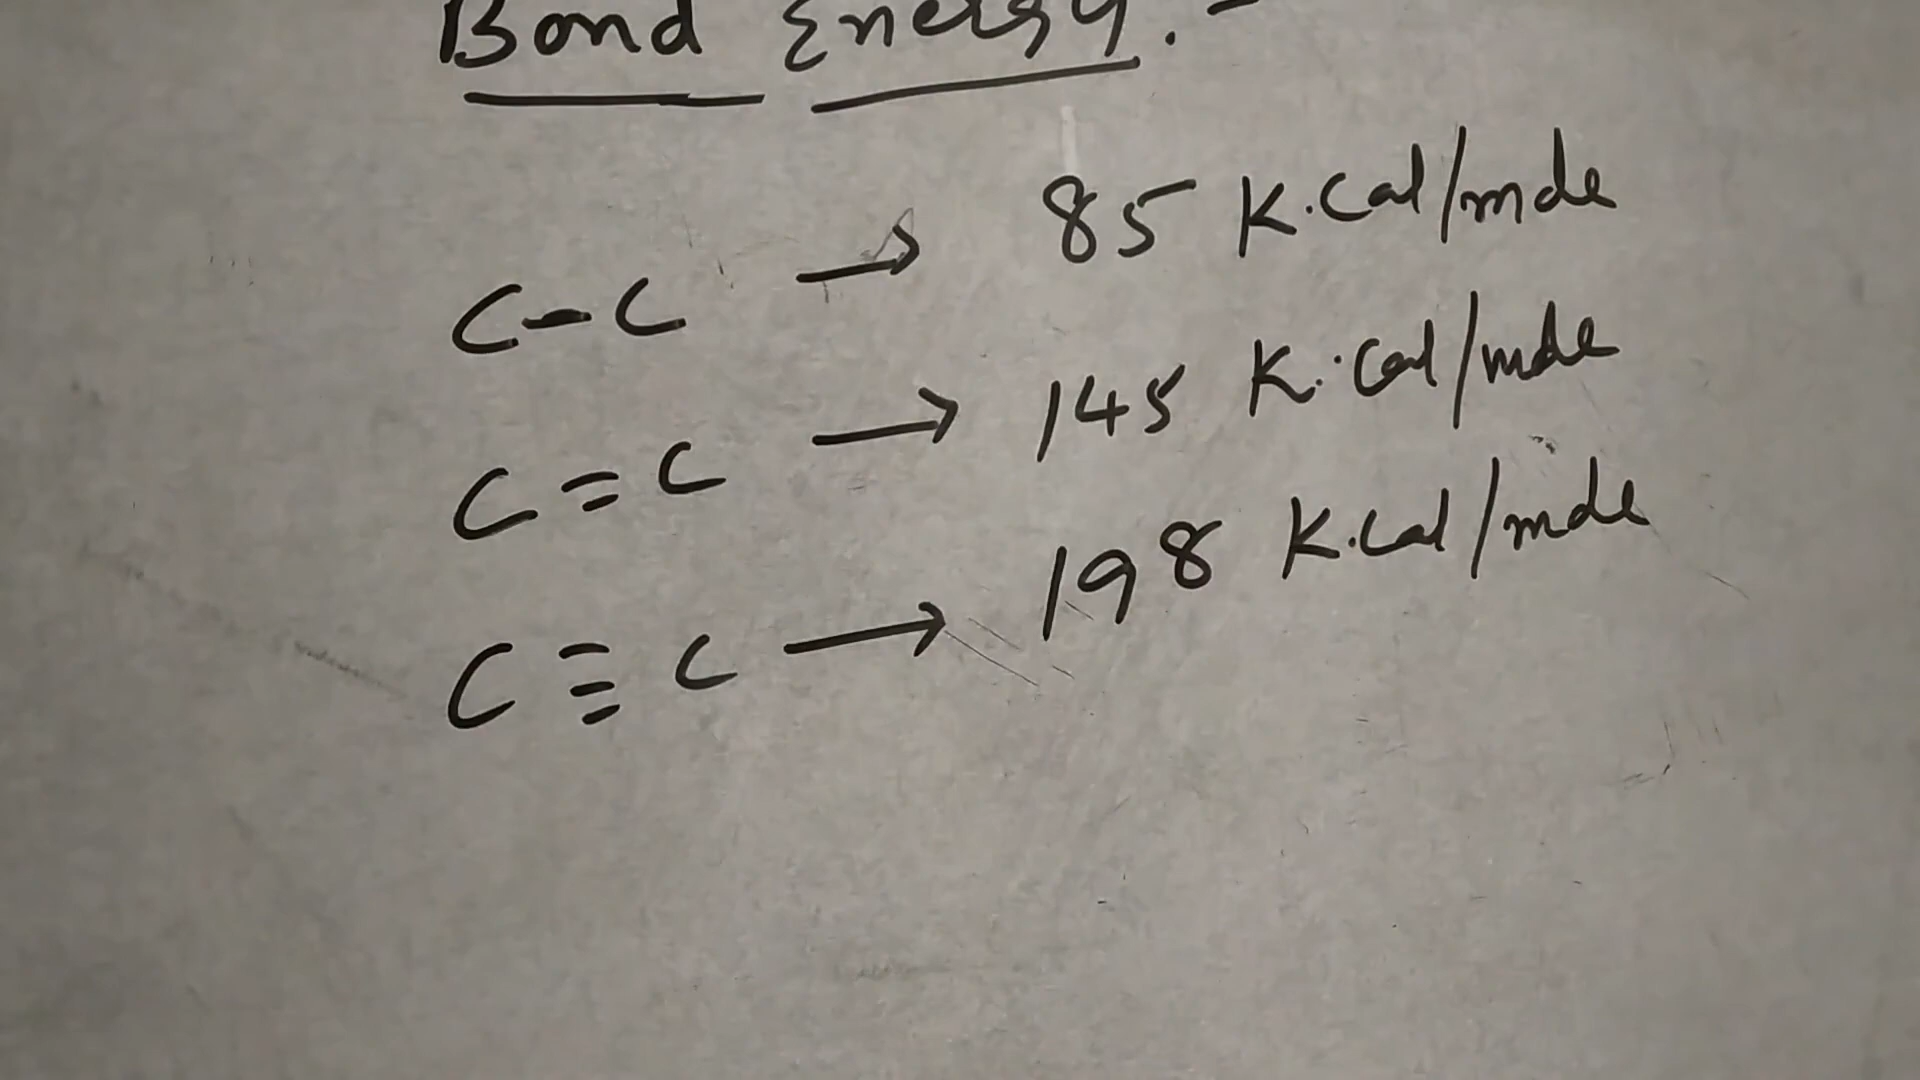 Bond Energy :-
C-C → 85 K.Cal/mole
C=C → 145 K.Cal/mole
C≡C → 198 K.Cal/mole